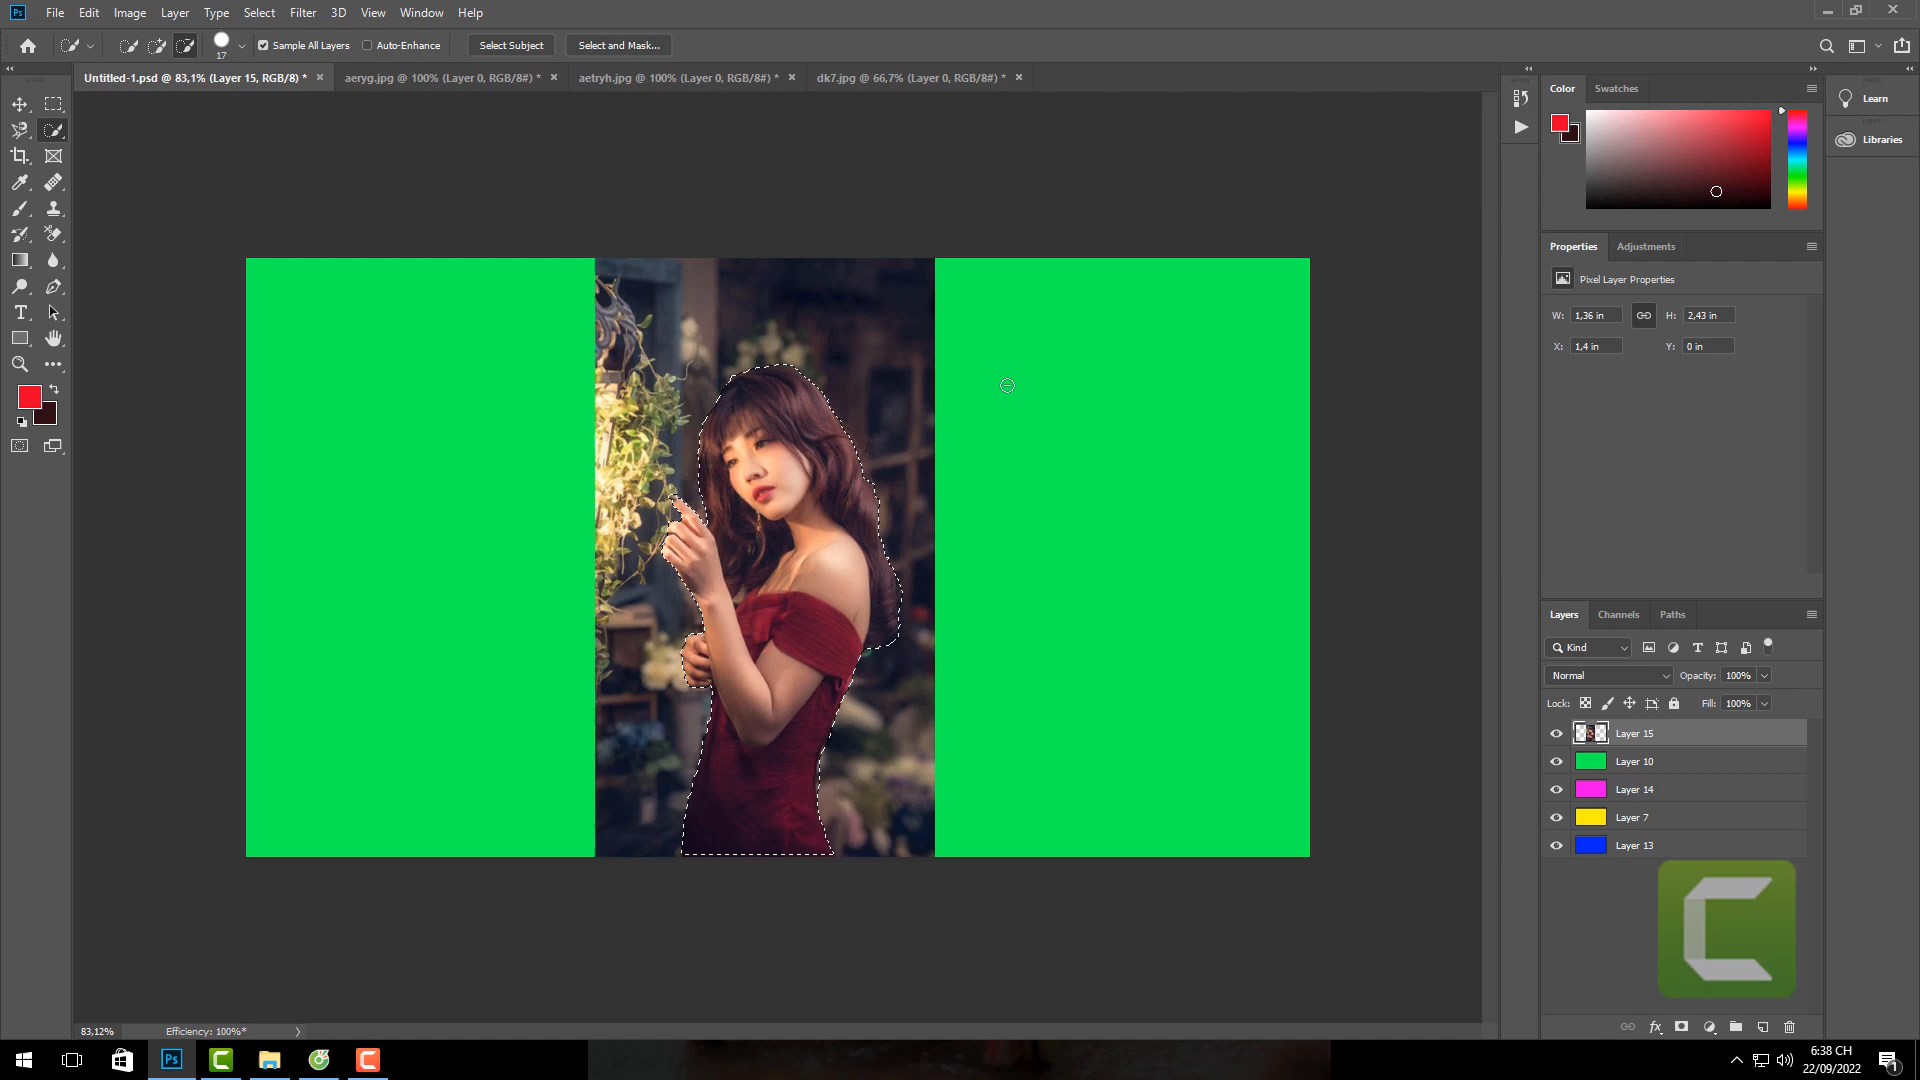 Ps File Edit Image Layer Type Select Filter 3D View Window Help
17 Sample All Layers Auto-Enhance Select Subject Select and Mask...
Untitled-1.psd @ 83,1% (Layer 15, RGB/8) * × aeryg.jpg @ 100% (Layer 0, RGB/8#) * × aetryh.jpg @ 100% (Layer 0, RGB/8#) * × dk7.jpg @ 66,7% (Layer 0, RGB/8#) * ×
Color Swatches
Learn
Libraries
Properties Adjustments
Pixel Layer Properties
W: 1,36 in H: 2,43 in
X: 1,4 in Y: 0 in
Layers Channels Paths
Kind
Normal Opacity: 100%
Lock: Fill: 100%
Layer 15
Layer 10
Layer 14
Layer 7
Layer 13
83,12% Efficiency: 100%*
Ps
6:38 CH
22/09/2022
1